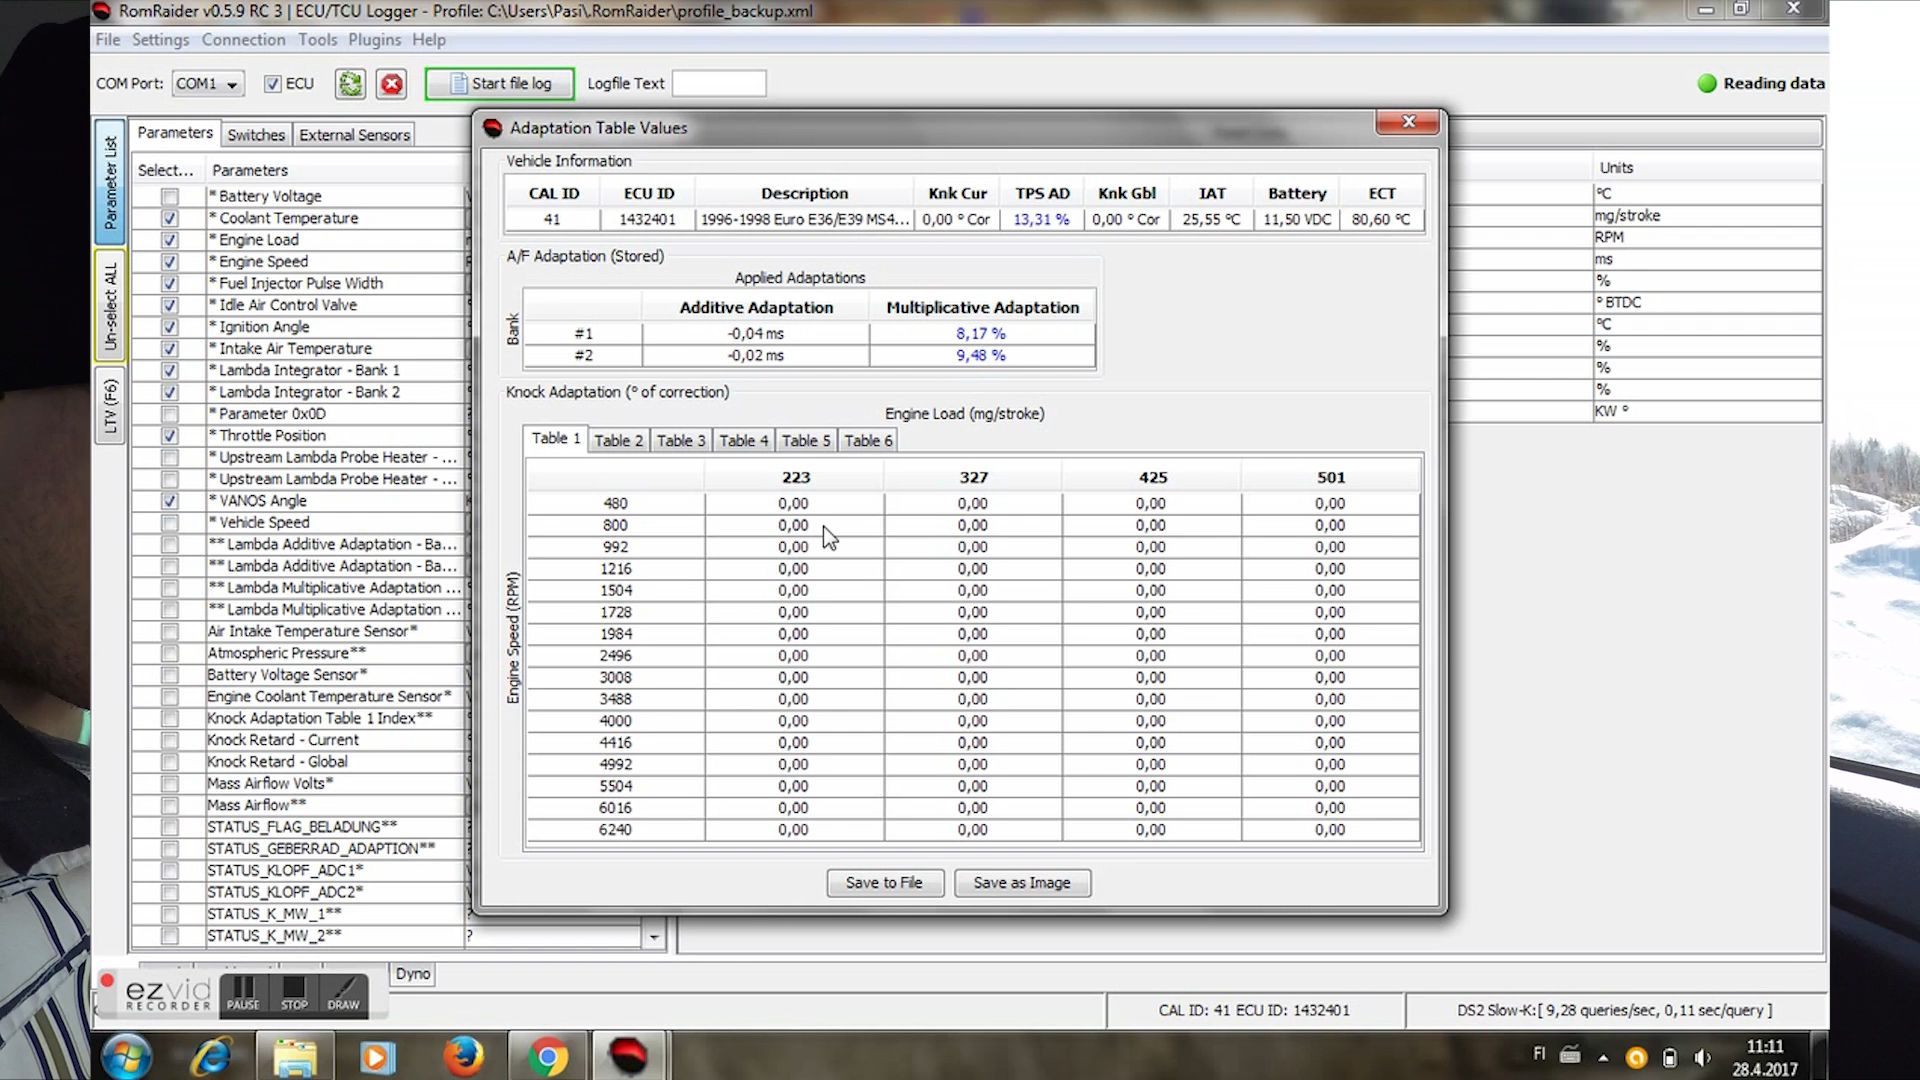 RomRaider v0.5.9 RC 3 | ECU/TCU Logger - Profile: C:\Users\Pasi\.RomRaider\profile_backup.xml
File Settings Connection Tools Plugins Help
COM Port: COM1 ECU Start file log Logfile Text Reading data
Parameter List
Un-select ALL
LTV (F6)
Parameters Switches External Sensors
Select... Parameters
* Battery Voltage
* Coolant Temperature
* Engine Load
* Engine Speed
* Fuel Injector Pulse Width
* Idle Air Control Valve
* Ignition Angle
* Intake Air Temperature
* Lambda Integrator - Bank 1
* Lambda Integrator - Bank 2
* Parameter 0x0D
* Throttle Position
* Upstream Lambda Probe Heater - ...
* Upstream Lambda Probe Heater - ...
* VANOS Angle
* Vehicle Speed
** Lambda Additive Adaptation - Ba...
** Lambda Additive Adaptation - Ba...
** Lambda Multiplicative Adaptation ...
** Lambda Multiplicative Adaptation ...
Air Intake Temperature Sensor*
Atmospheric Pressure**
Battery Voltage Sensor*
Engine Coolant Temperature Sensor*
Knock Adaptation Table 1 Index**
Knock Retard - Current
Knock Retard - Global
Mass Airflow Volts*
Mass Airflow**
STATUS_FLAG_BELADUNG**
STATUS_GEBERRAD_ADAPTION**
STATUS_KLOPF_ADC1*
STATUS_KLOPF_ADC2*
STATUS_K_MW_1**
STATUS_K_MW_2** ?
Adaptation Table Values
Vehicle Information
CAL ID ECU ID Description Knk Cur TPS AD Knk Gbl IAT Battery ECT
41 1432401 1996-1998 Euro E36/E39 MS4... 0,00 ° Cor 13,31 % 0,00 ° Cor 25,55 °C 11,50 VDC 80,60 °C
A/F Adaptation (Stored)
Applied Adaptations
Bank
Additive Adaptation Multiplicative Adaptation
#1 -0,04 ms 8,17 %
#2 -0,02 ms 9,48 %
Knock Adaptation (° of correction)
Engine Load (mg/stroke)
Table 1 Table 2 Table 3 Table 4 Table 5 Table 6
Engine Speed (RPM)
223 327 425 501
480 0,00 0,00 0,00 0,00
800 0,00 0,00 0,00 0,00
992 0,00 0,00 0,00 0,00
1216 0,00 0,00 0,00 0,00
1504 0,00 0,00 0,00 0,00
1728 0,00 0,00 0,00 0,00
1984 0,00 0,00 0,00 0,00
2496 0,00 0,00 0,00 0,00
3008 0,00 0,00 0,00 0,00
3488 0,00 0,00 0,00 0,00
4000 0,00 0,00 0,00 0,00
4416 0,00 0,00 0,00 0,00
4992 0,00 0,00 0,00 0,00
5504 0,00 0,00 0,00 0,00
6016 0,00 0,00 0,00 0,00
6240 0,00 0,00 0,00 0,00
Save to File Save as Image
Units
°C
mg/stroke
RPM
ms
%
° BTDC
°C
%
%
%
KW °
Dyno
ezvid
RECORDER
PAUSE STOP DRAW
CAL ID: 41 ECU ID: 1432401 DS2 Slow-K:[ 9,28 queries/sec, 0,11 sec/query ]
FI
11:11
28.4.2017